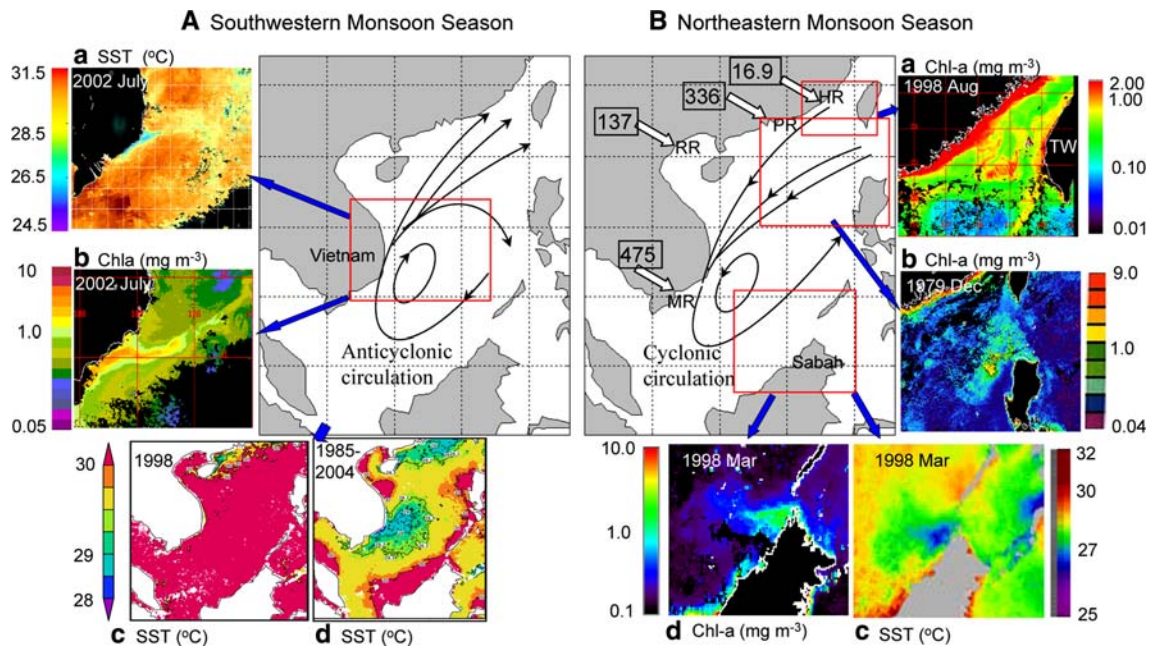 A Southwestern Monsoon Season
a SST (ºC)
2002 July
31.5
28.5
26.5
24.5
b Chla (mg m⁻³)
2002 July
10
1.0
0.05
Vietnam
Anticyclonic
circulation
30
29
28
1998
c SST (ºC)
1985-
2004
d SST (ºC)
B Northeastern Monsoon Season
16.9
HR
336
PR
137
RR
475
MR
Cyclonic
circulation
Sabah
a Chl-a (mg m⁻³)
1998 Aug
TW
2.00
1.00
0.10
0.01
b Chl-a (mg m⁻³)
1979 Dec
9.0
1.0
0.04
10.0
1.0
0.1
1998 Mar
d Chl-a (mg m⁻³)
1998 Mar
32
30
27
25
c SST (ºC)